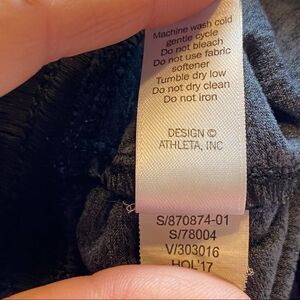 Machine wash cold
gentle cycle
Do not bleach
Do not use fabric
softener
Tumble dry low
Do not dry clean
Do not iron
DESIGN ©
ATHLETA, INC
S/870874-01
S/78004
V/303016
HOL'17